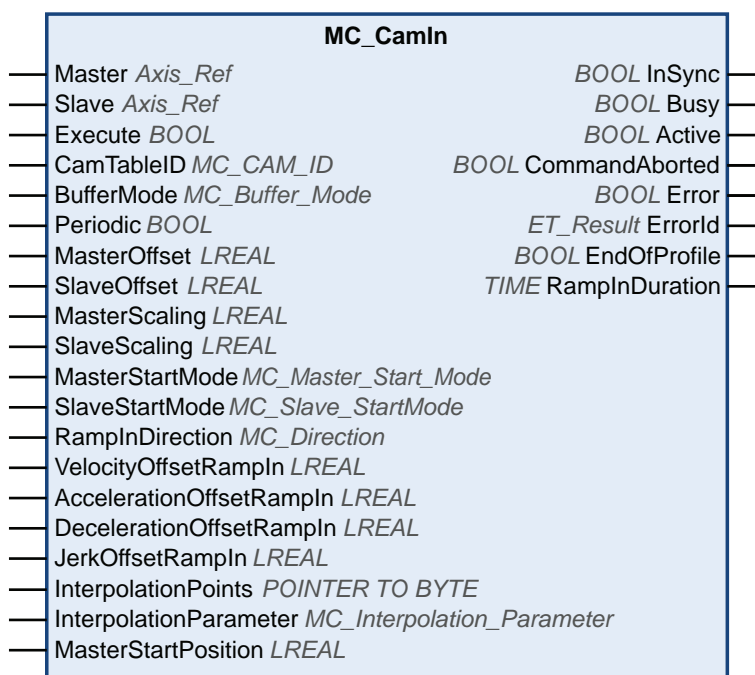 MC_CamIn
Master Axis_Ref BOOL InSync
Slave Axis_Ref BOOL Busy
Execute BOOL BOOL Active
CamTableID MC_CAM_ID BOOL CommandAborted
BufferMode MC_Buffer_Mode BOOL Error
Periodic BOOL ET_Result ErrorId
MasterOffset LREAL BOOL EndOfProfile
SlaveOffset LREAL TIME RampInDuration
MasterScaling LREAL
SlaveScaling LREAL
MasterStartMode MC_Master_Start_Mode
SlaveStartMode MC_Slave_StartMode
RampInDirection MC_Direction
VelocityOffsetRampIn LREAL
AccelerationOffsetRampIn LREAL
DecelerationOffsetRampIn LREAL
JerkOffsetRampIn LREAL
InterpolationPoints POINTER TO BYTE
InterpolationParameter MC_Interpolation_Parameter
MasterStartPosition LREAL